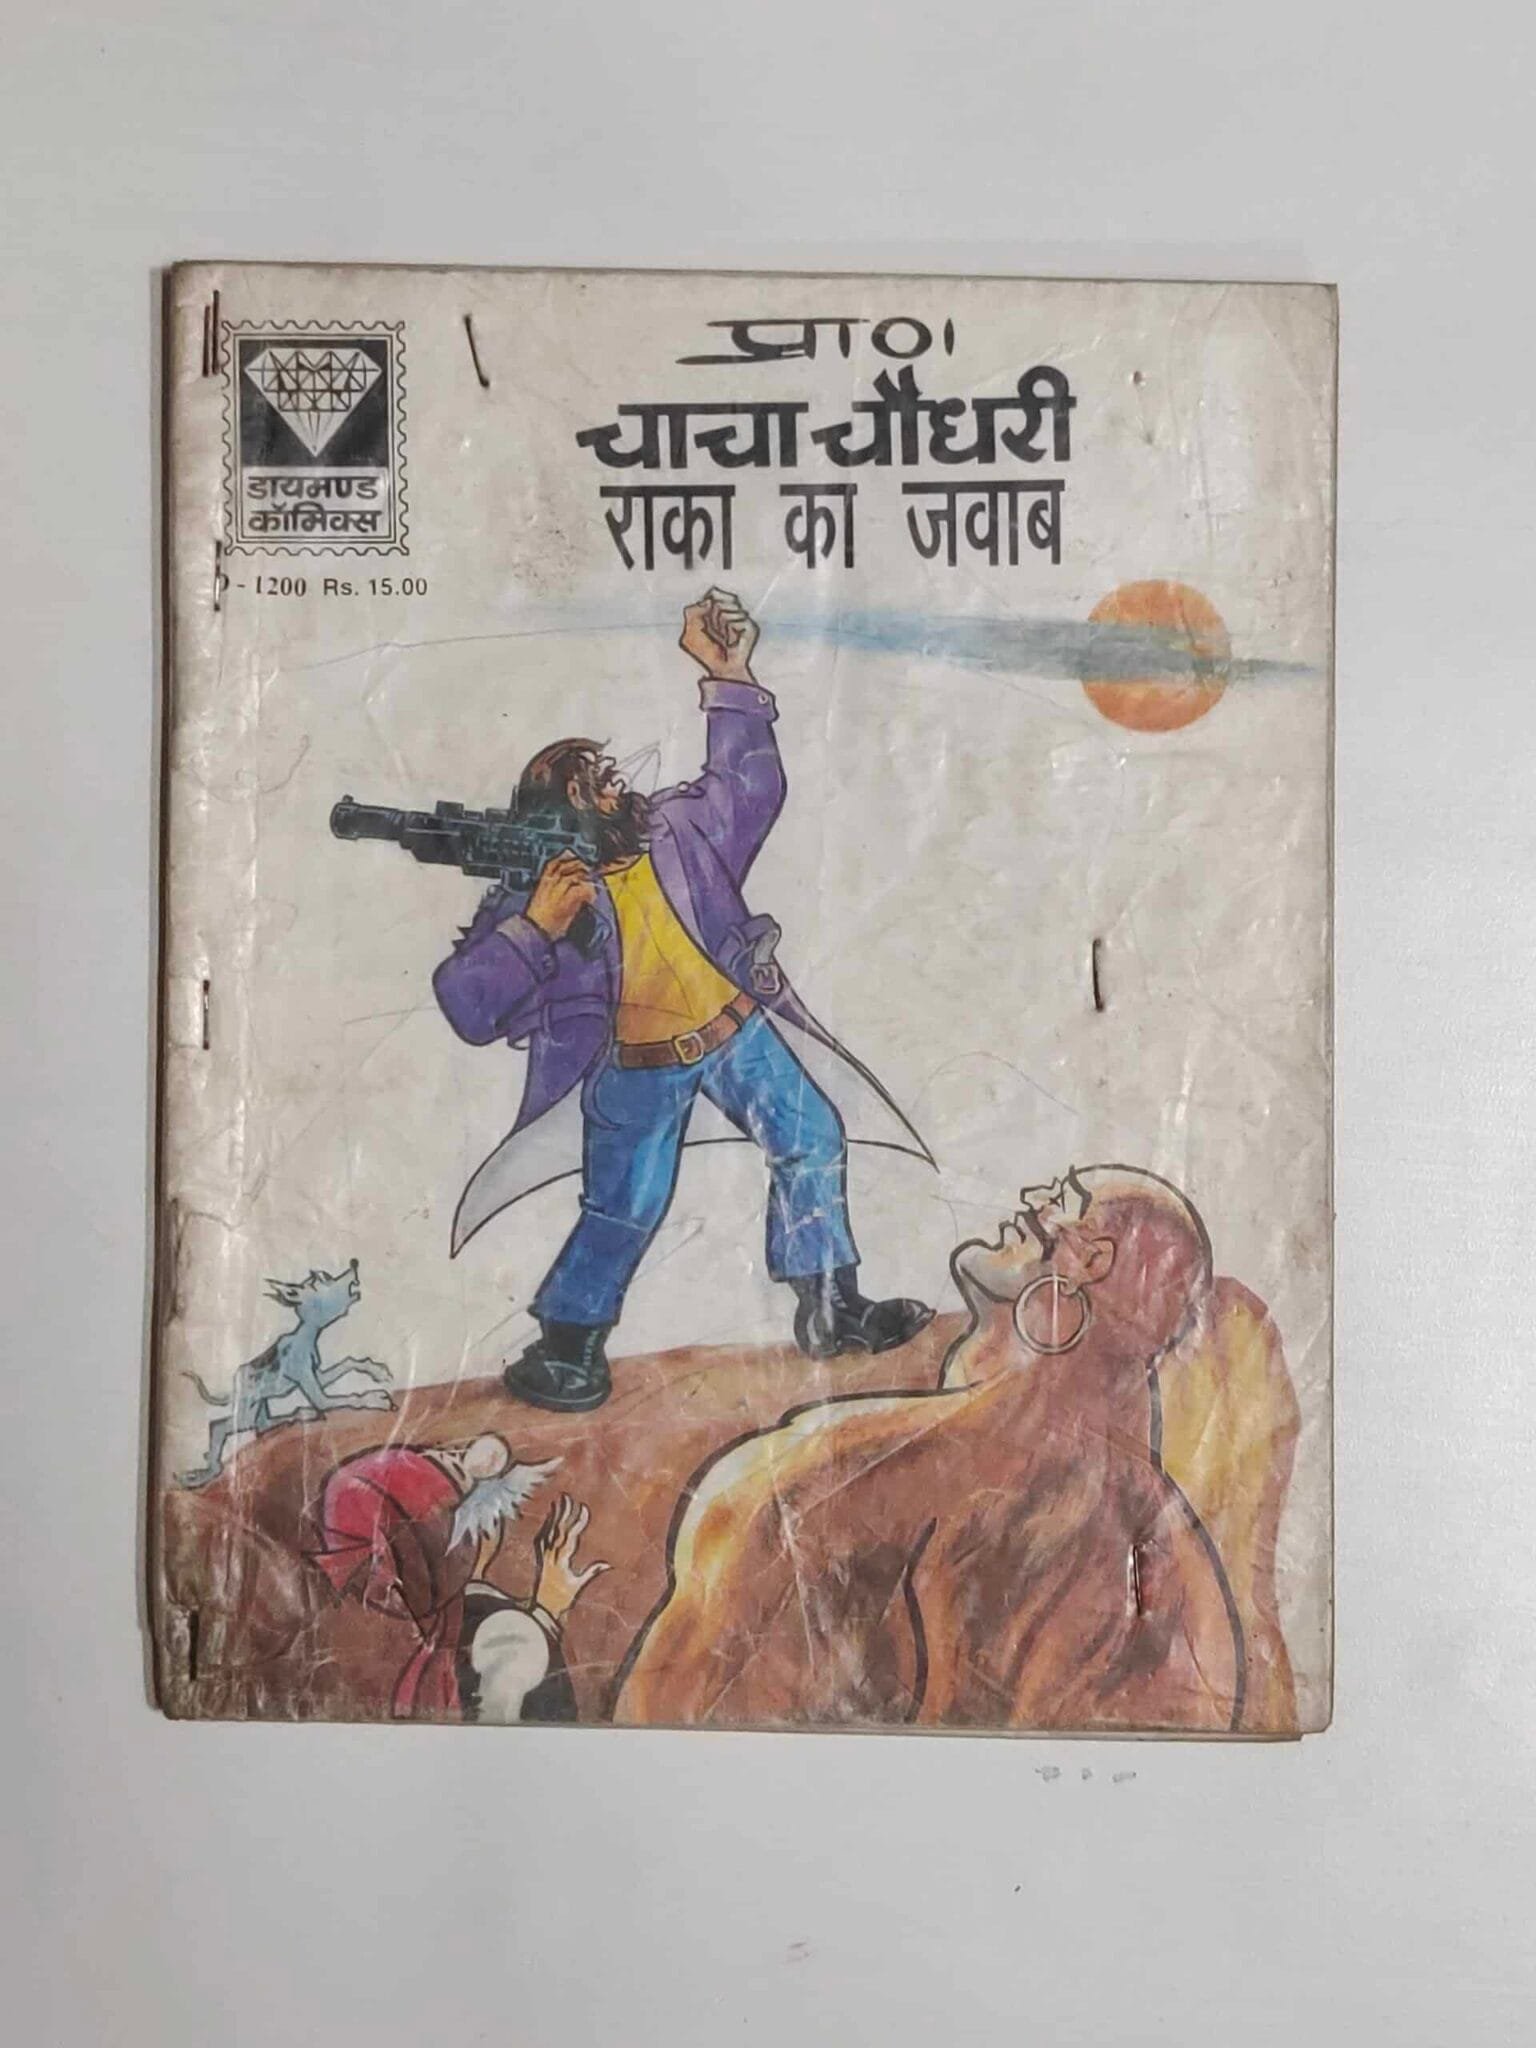 प्राण
चाचा चौधरी
राका का जवाब
डायमण्ड
कॉमिक्स
- 1200 Rs. 15.00